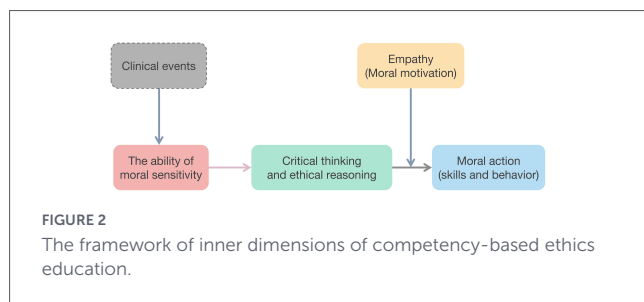 Clinical events
Empathy
(Moral motivation)
The ability of
moral sensitivity
Critical thinking
and ethical reasoning
Moral action
(skills and behavior)
FIGURE 2
The framework of inner dimensions of competency-based ethics
education.